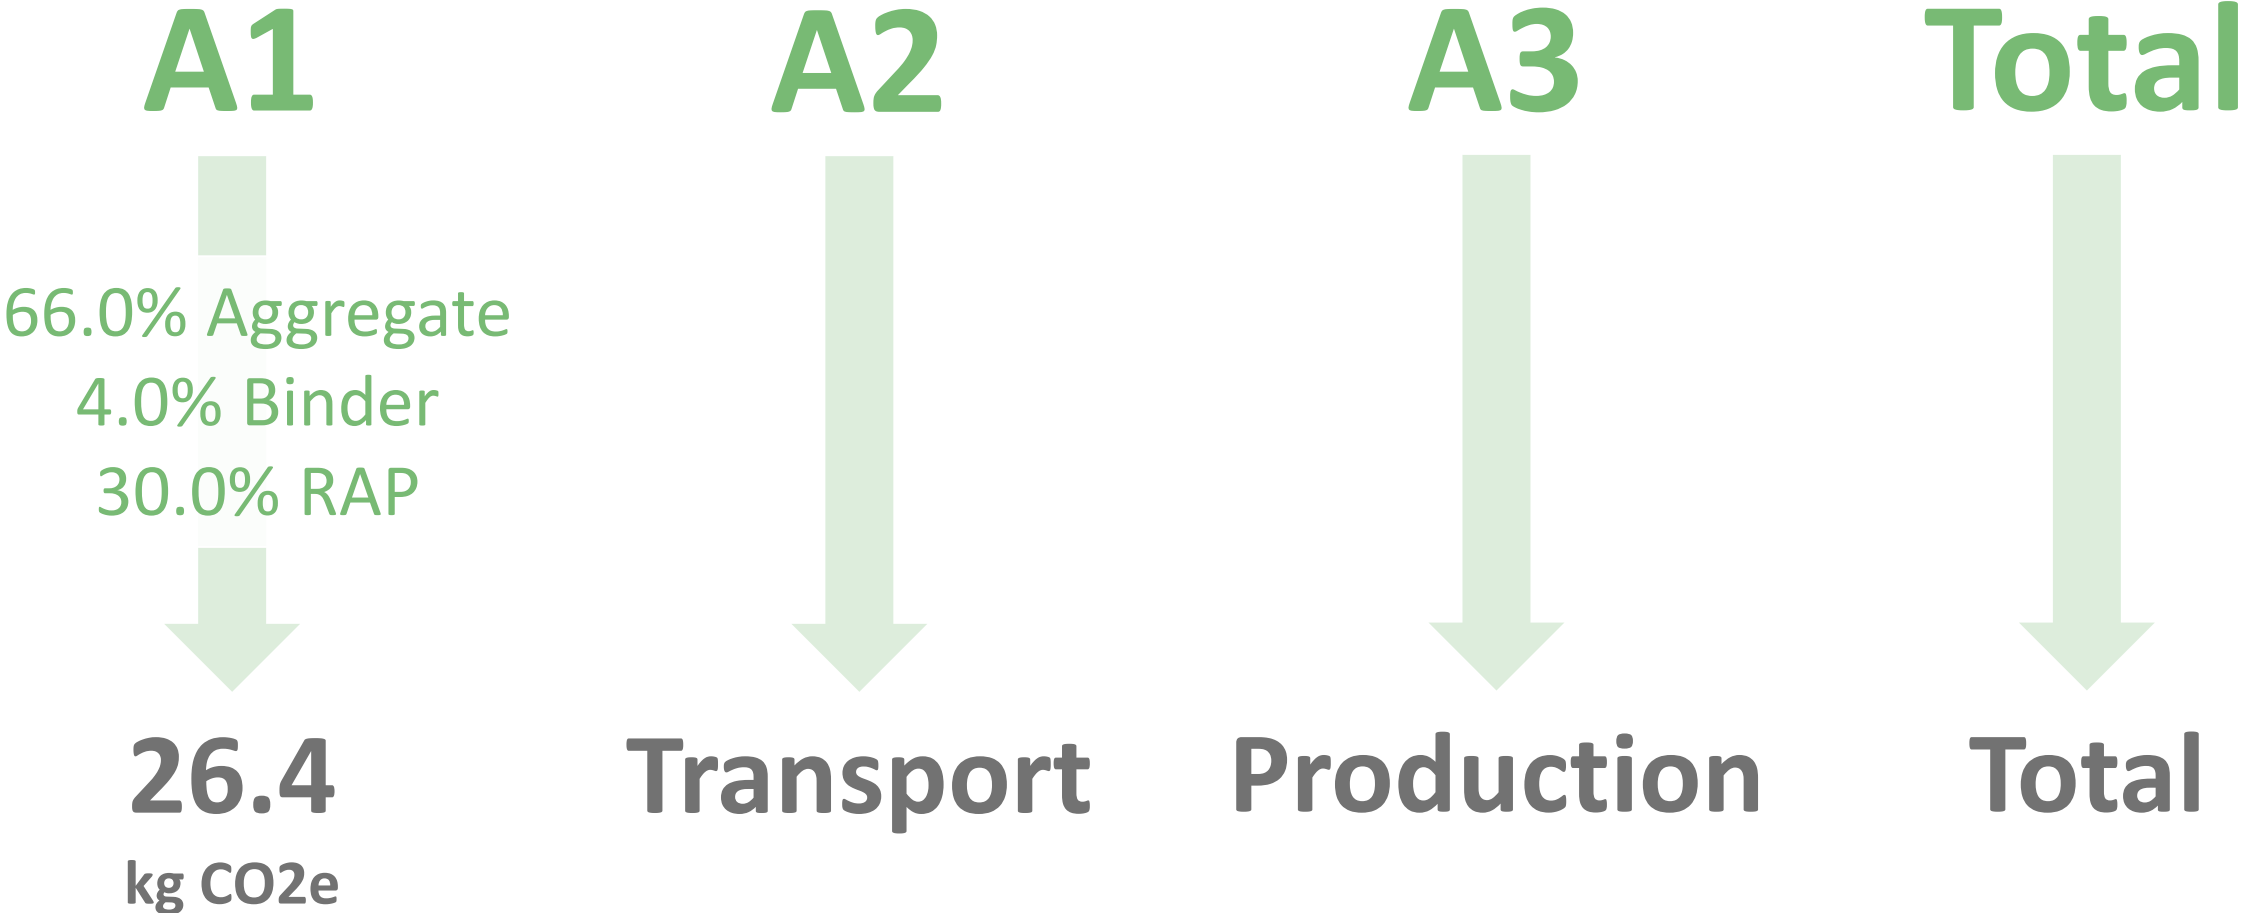 A1
A2
A3
Total
66.0% Aggregate
4.0% Binder
30.0% RAP
26.4
Transport
Production
Total
kg CO2e